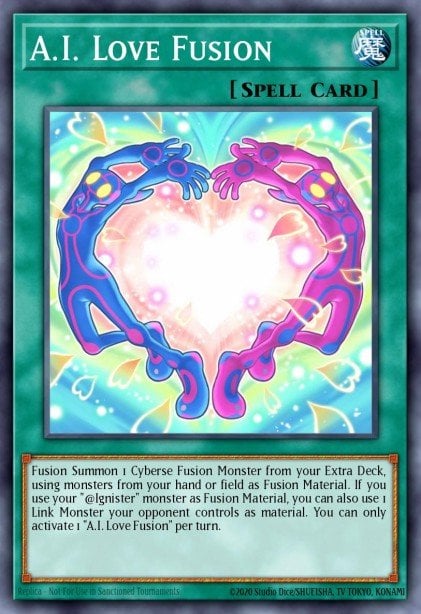 A.I. Love Fusion
SPELL
魔
[Spell Card]
Fusion Summon 1 Cyberse Fusion Monster from your Extra Deck,
using monsters from your hand or field as Fusion Material. If you
use your "@Ignister" monster as Fusion Material, you can also use 1
Link Monster your opponent controls as material. You can only
activate 1 "A.I. Love Fusion" per turn.
Replica - Not For Use in Sanctioned Tournaments
©2020 Studio Dice/SHUEISHA, TV TOKYO, KONAMI